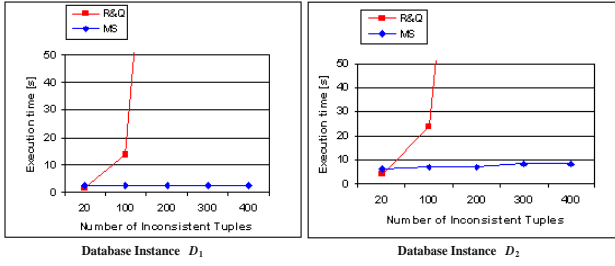 R&Q
MS
50
40
30
20
10
0
Execution time [s]
20 100 200 300 400
Number of Inconsistent Tuples
Database Instance D1
R&Q
MS
50
40
30
20
10
0
Execution time [s]
20 100 200 300 400
Number of Inconsistent Tuples
Database Instance D2